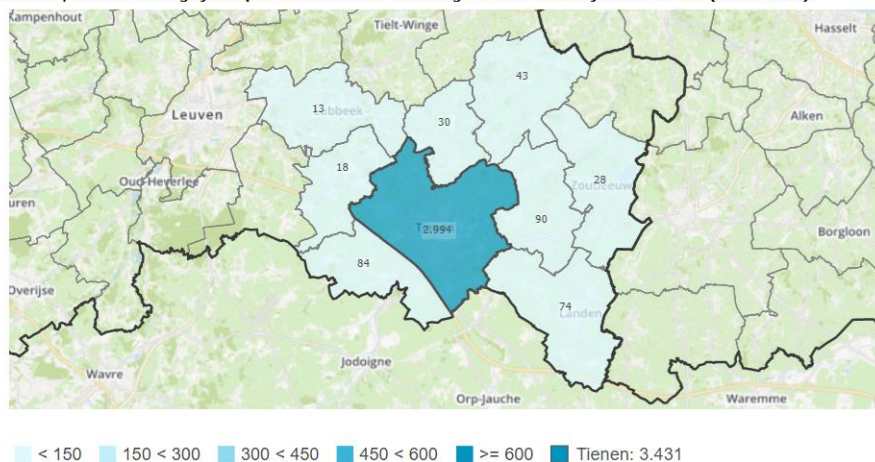 Kampenhout
Tielt-Winge
Hasselt
43
13
bbeek
30
Leuven
Alken
18
28
Oud-Heverlee
Zoutleeuw
uren
2.994
90
Borgloon
84
Overijse
74
Landen
Jodoigne
Wavre
Orp-Jauche
Waremme
< 150 150 < 300 300 < 450 450 < 600 >= 600 Tienen: 3.431